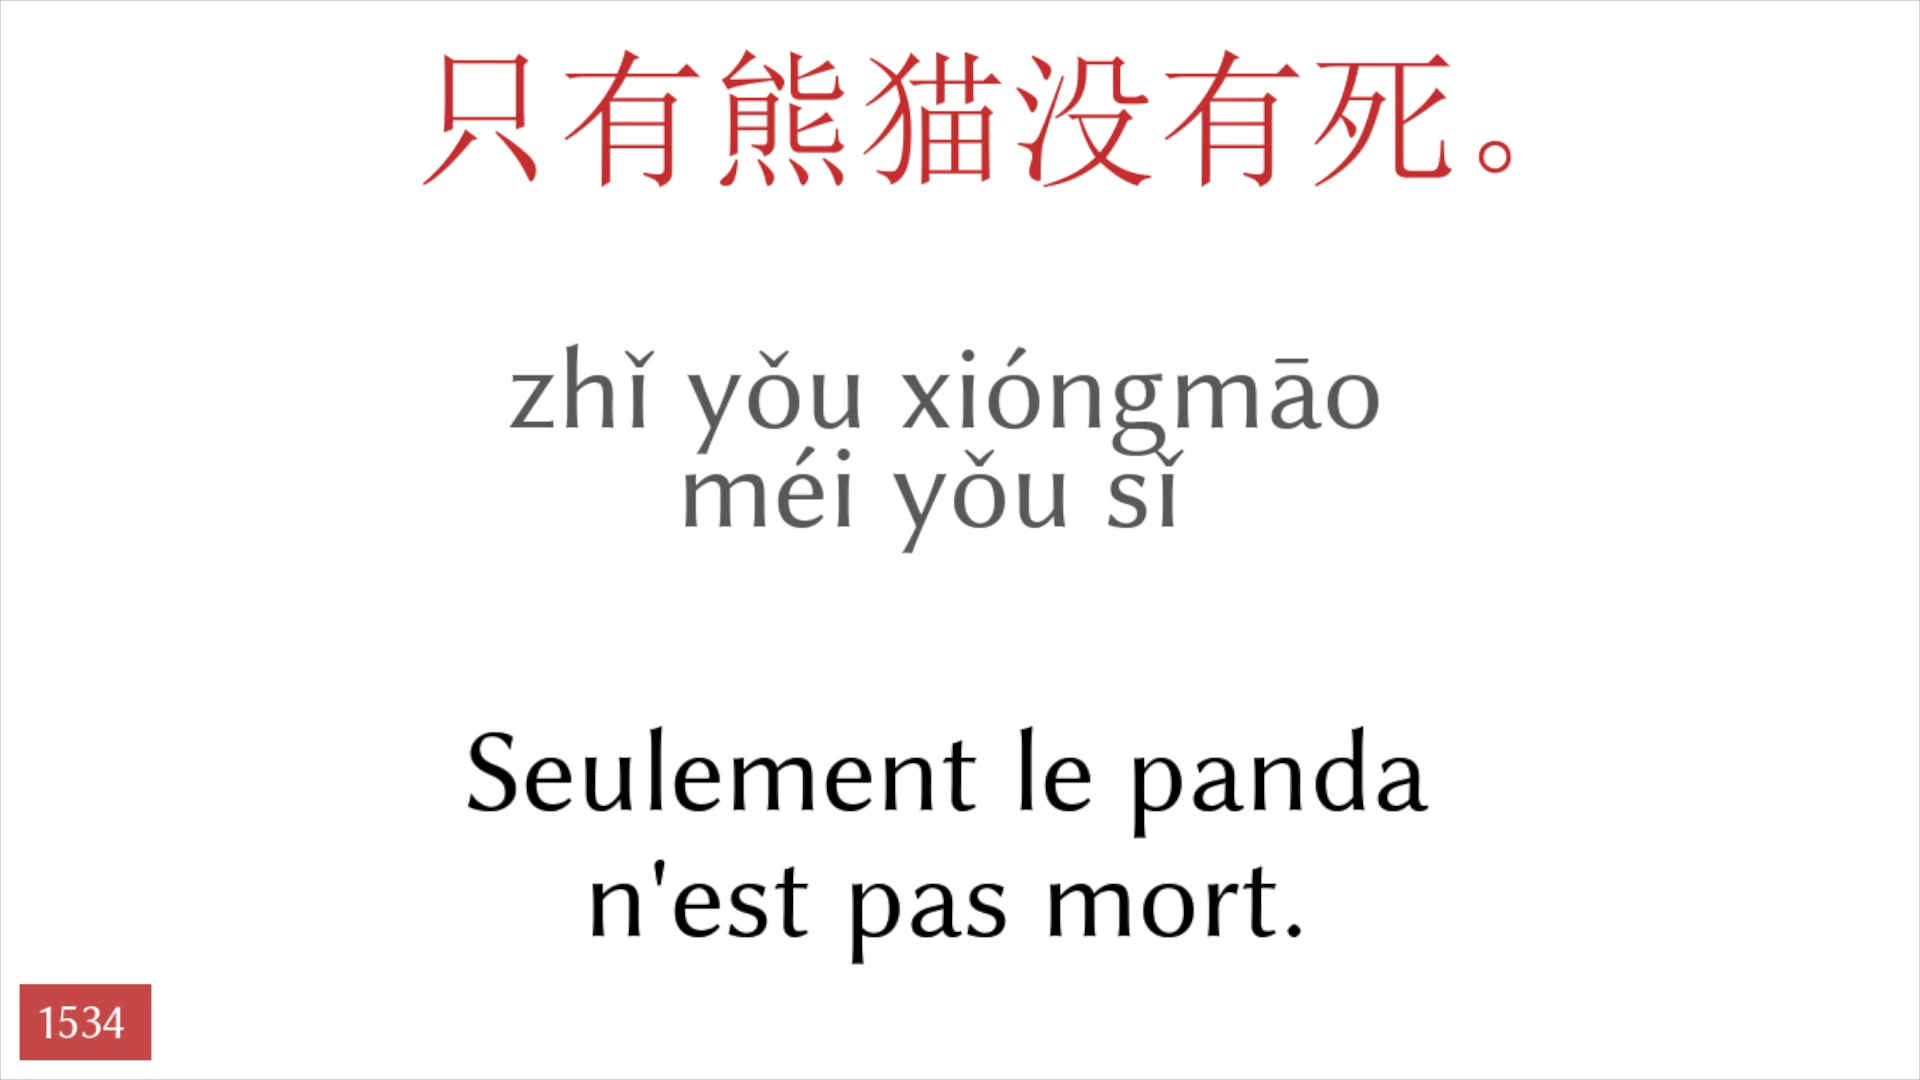 只有熊猫没有死。
zhǐ yǒu xióngmāo
méi yǒu sǐ
Seulement le panda
n'est pas mort.
1534